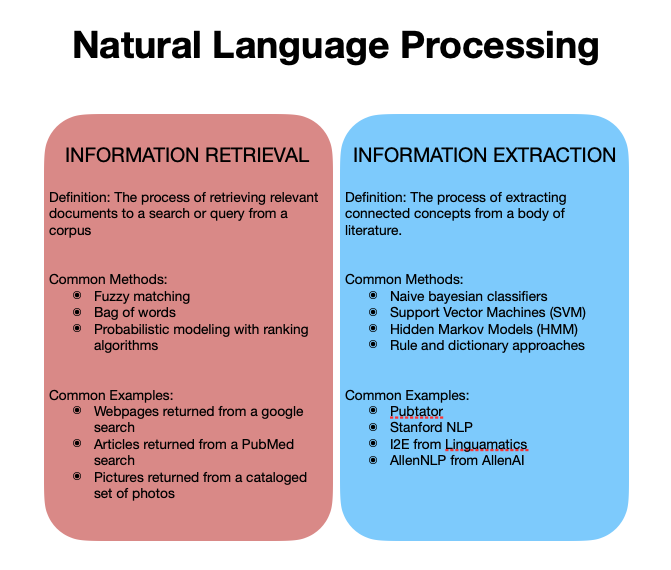 Natural Language Processing
INFORMATION RETRIEVAL
Definition: The process of retrieving relevant
documents to a search or query from a
corpus
Common Methods:
Fuzzy matching
Bag of words
Probabilistic modeling with ranking
algorithms
Common Examples:
Webpages returned from a google
search
Articles returned from a PubMed
search
Pictures returned from a cataloged
set of photos
INFORMATION EXTRACTION
Definition: The process of extracting
connected concepts from a body of
literature.
Common Methods:
Naive bayesian classifiers
Support Vector Machines (SVM)
Hidden Markov Models (HMM)
Rule and dictionary approaches
Common Examples:
Pubtator
Stanford NLP
I2E from Linguamatics
AllenNLP from AllenAI